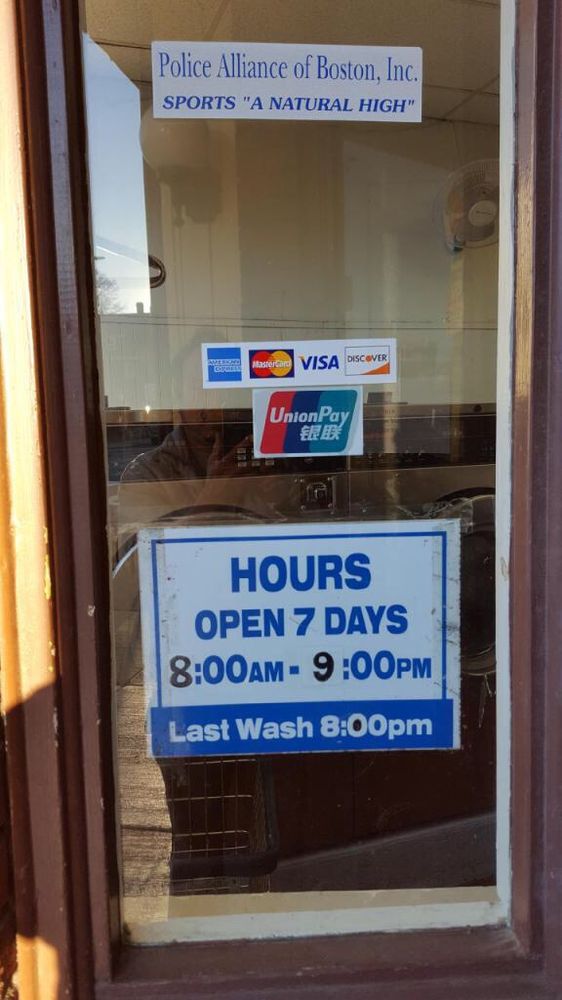 Police Alliance of Boston, Inc.
SPORTS "A NATURAL HIGH"
AMERICAN EXPRESS MasterCard VISA DISCOVER
UnionPay
银联
HOURS
OPEN 7 DAYS
8:00AM - 9:00PM
Last Wash 8:00pm